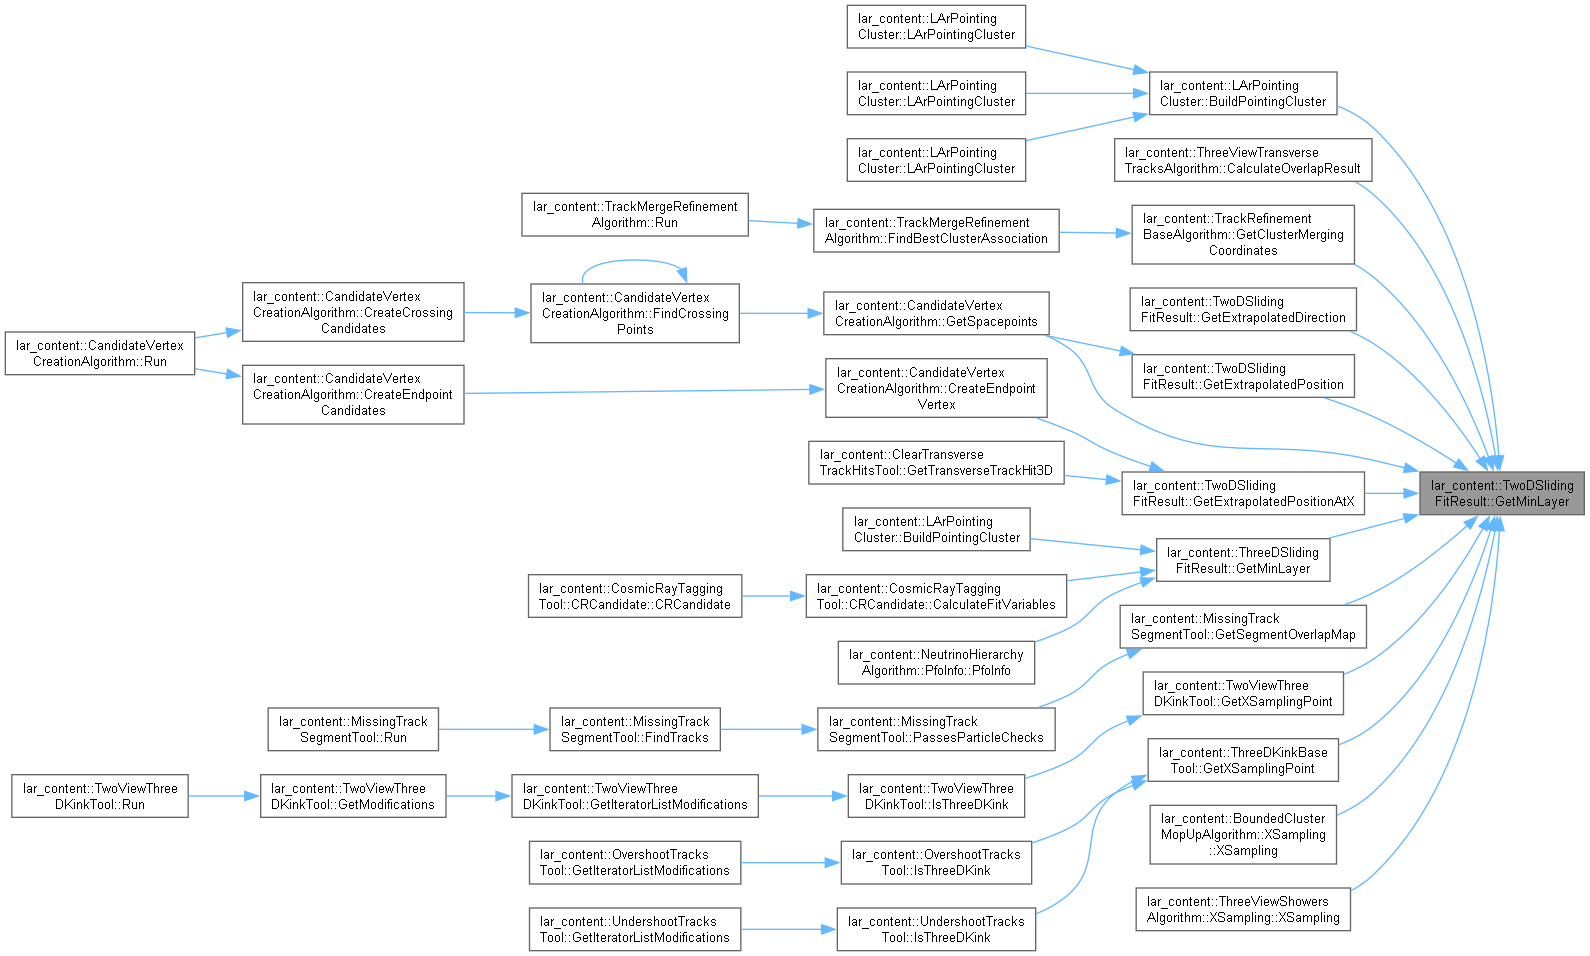 lar_content::LArPointing
Cluster::LArPointingCluster
lar_content::LArPointing
Cluster::LArPointingCluster
lar_content::LArPointing
Cluster::LArPointingCluster
lar_content::LArPointing
Cluster::BuildPointingCluster
lar_content::ThreeViewTransverse
TracksAlgorithm::CalculateOverlapResult
lar_content::TrackMergeRefinement
Algorithm::Run
lar_content::TrackMergeRefinement
Algorithm::FindBestClusterAssociation
lar_content::TrackRefinement
BaseAlgorithm::GetClusterMerging
Coordinates
lar_content::CandidateVertex
CreationAlgorithm::Run
lar_content::CandidateVertex
CreationAlgorithm::CreateCrossing
Candidates
lar_content::CandidateVertex
CreationAlgorithm::FindCrossing
Points
lar_content::CandidateVertex
CreationAlgorithm::GetSpacepoints
lar_content::TwoDSliding
FitResult::GetExtrapolatedDirection
lar_content::TwoDSliding
FitResult::GetExtrapolatedPosition
lar_content::CandidateVertex
CreationAlgorithm::CreateEndpoint
Candidates
lar_content::CandidateVertex
CreationAlgorithm::CreateEndpoint
Vertex
lar_content::ClearTransverse
TrackHitsTool::GetTransverseTrackHit3D
lar_content::TwoDSliding
FitResult::GetExtrapolatedPositionAtX
lar_content::TwoDSliding
FitResult::GetMinLayer
lar_content::LArPointing
Cluster::BuildPointingCluster
lar_content::ThreeDSliding
FitResult::GetMinLayer
lar_content::CosmicRayTagging
Tool::CRCandidate::CRCandidate
lar_content::CosmicRayTagging
Tool::CRCandidate::CalculateFitVariables
lar_content::MissingTrack
SegmentTool::GetSegmentOverlapMap
lar_content::NeutrinoHierarchy
Algorithm::PfoInfo::PfoInfo
lar_content::TwoViewThree
DKinkTool::GetXSamplingPoint
lar_content::MissingTrack
SegmentTool::Run
lar_content::MissingTrack
SegmentTool::FindTracks
lar_content::MissingTrack
SegmentTool::PassesParticleChecks
lar_content::ThreeDKinkBase
Tool::GetXSamplingPoint
lar_content::TwoViewThree
DKinkTool::Run
lar_content::TwoViewThree
DKinkTool::GetModifications
lar_content::TwoViewThree
DKinkTool::GetIteratorListModifications
lar_content::TwoViewThree
DKinkTool::IsThreeDKink
lar_content::BoundedCluster
MopUpAlgorithm::XSampling
::XSampling
lar_content::OvershootTracks
Tool::GetIteratorListModifications
lar_content::OvershootTracks
Tool::IsThreeDKink
lar_content::ThreeViewShowers
Algorithm::XSampling::XSampling
lar_content::UndershootTracks
Tool::GetIteratorListModifications
lar_content::UndershootTracks
Tool::IsThreeDKink